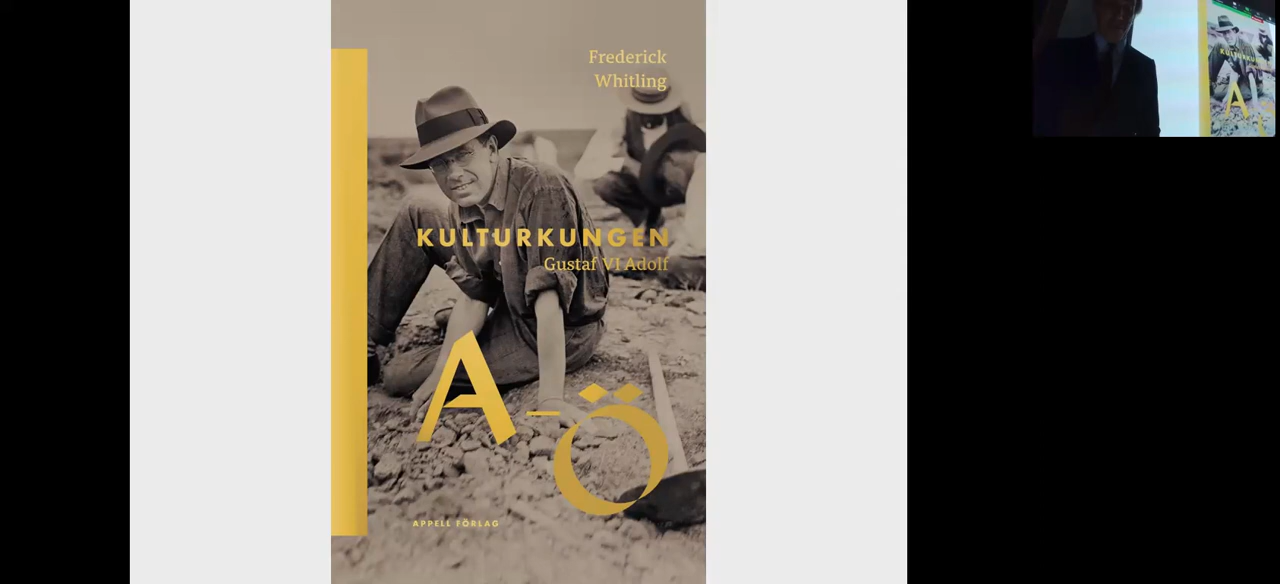 Frederick
Whitling
KULTURKUNGEN
Gustaf VI Adolf
A–Ö
APPELL FÖRLAG